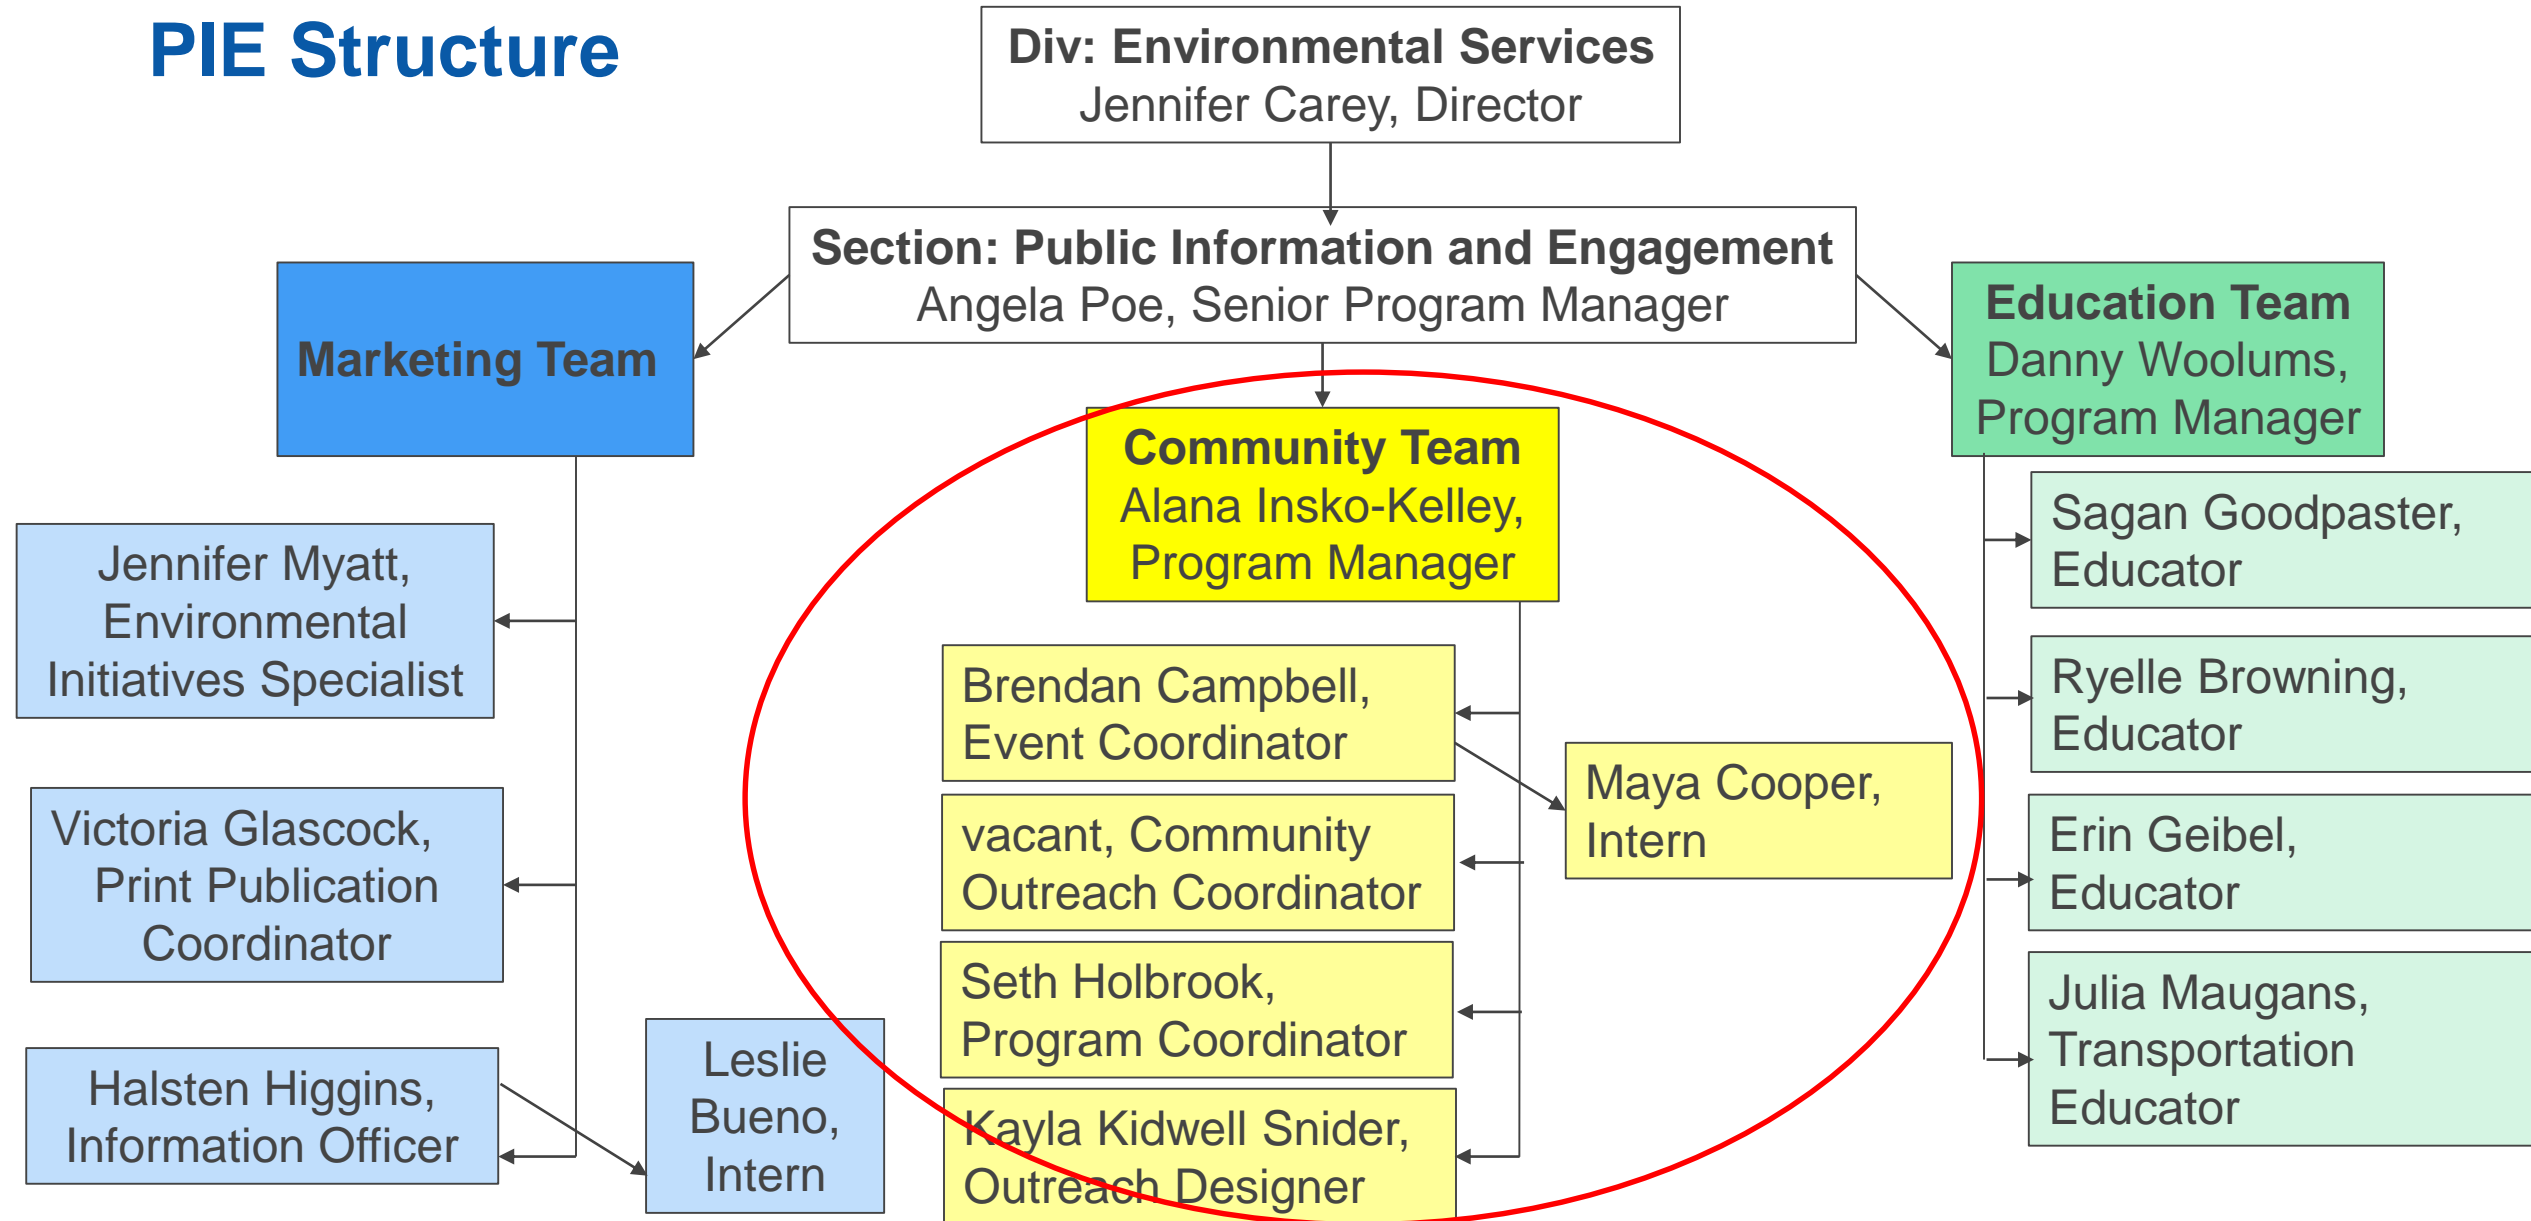 PIE Structure
Div: Environmental Services
Jennifer Carey, Director
Section: Public Information and Engagement
Angela Poe, Senior Program Manager
Marketing Team
Jennifer Myatt,
Environmental
Initiatives Specialist
Victoria Glascock,
Print Publication
Coordinator
Halsten Higgins,
Information Officer
Leslie
Bueno,
Intern
Community Team
Alana Insko-Kelley,
Program Manager
Brendan Campbell,
Event Coordinator
Maya Cooper,
Intern
vacant, Community
Outreach Coordinator
Seth Holbrook,
Program Coordinator
Kayla Kidwell Snider,
Outreach Designer
Education Team
Danny Woolums,
Program Manager
Sagan Goodpaster,
Educator
Ryelle Browning,
Educator
Erin Geibel,
Educator
Julia Maugans,
Transportation
Educator